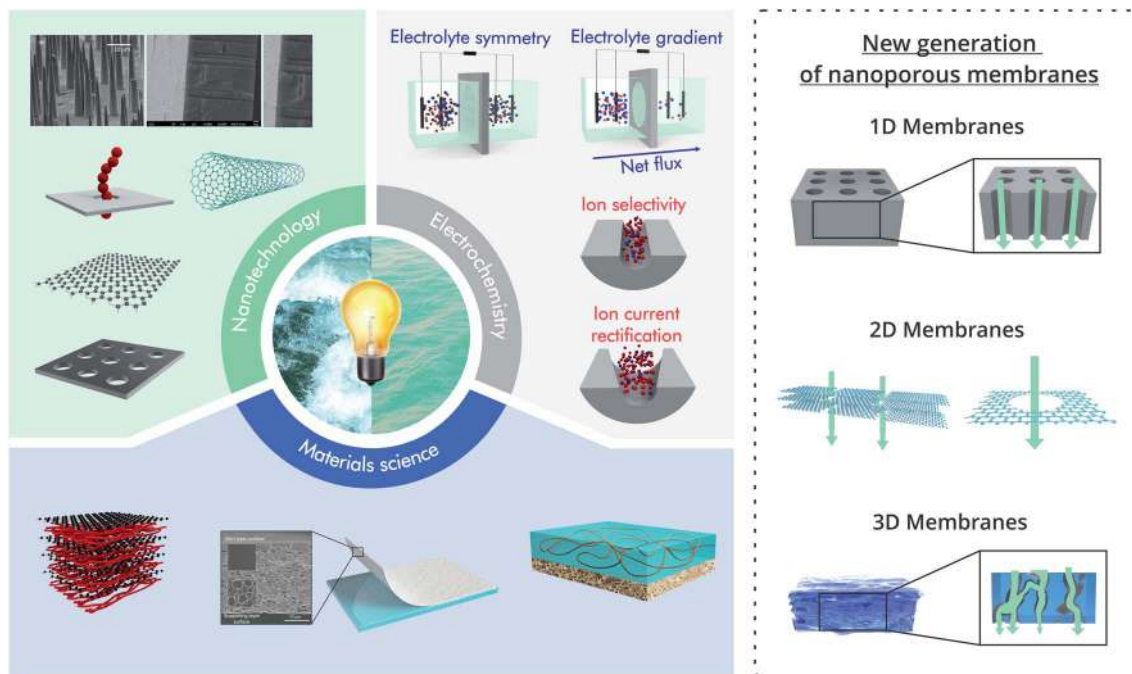 Electrolyte symmetry
Electrolyte gradient
Net flux
Ion selectivity
Ion current
rectification
Nanotechnology
Electrochemistry
Materials science
New generation
of nanoporous membranes
1D Membranes
2D Membranes
3D Membranes